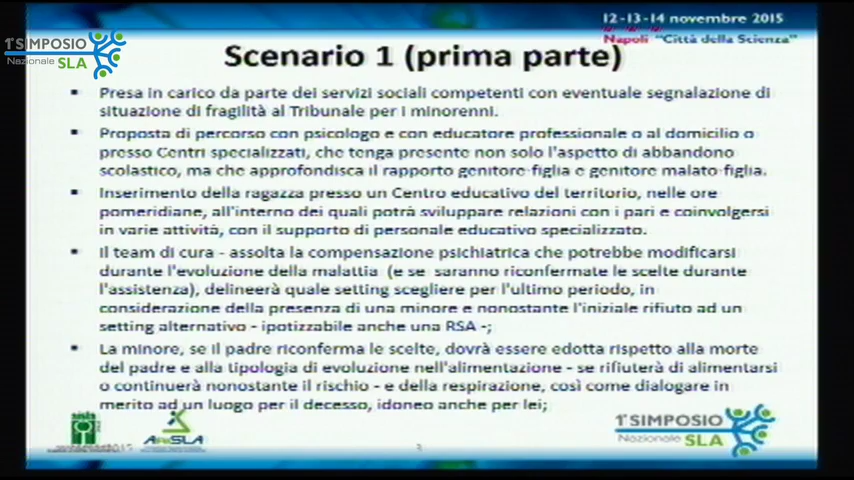 12-13-14 novembre 2015
Napoli "Città della Scienza"
1°SIMPOSIO
Nazionale SLA
Scenario 1 (prima parte)
Presa in carico da parte dei servizi sociali competenti con eventuale segnalazione di
situazione di fragilità al Tribunale per i minorenni.
Proposta di percorso con psicologo e con educatore professionale o al domicilio o
presso Centri specializzati, che tenga presente non solo l'aspetto di abbandono
scolastico, ma che approfondisca il rapporto genitore-figlia e genitore malato-figlia.
Inserimento della ragazza presso un Centro educativo del territorio, nelle ore
pomeridiane, all'interno dei quali potrà sviluppare relazioni con i pari e coinvolgersi
in varie attività, con il supporto di personale educativo specializzato.
Il team di cura - assolta la compensazione psichiatrica che potrebbe modificarsi
durante l'evoluzione della malattia (e se saranno riconfermate le scelte durante
l'assistenza), delineerà quale setting scegliere per l'ultimo periodo, in
considerazione della presenza di una minore e nonostante l'iniziale rifiuto ad un
setting alternativo - ipotizzabile anche una RSA -;
La minore, se il padre riconferma le scelte, dovrà essere edotta rispetto alla morte
del padre e alla tipologia di evoluzione nell'alimentazione - se rifiuterà di alimentarsi
o continuerà nonostante il rischio - e della respirazione, così come dialogare in
merito ad un luogo per il decesso, idoneo anche per lei;
AriSLA
3
1°SIMPOSIO
Nazionale SLA